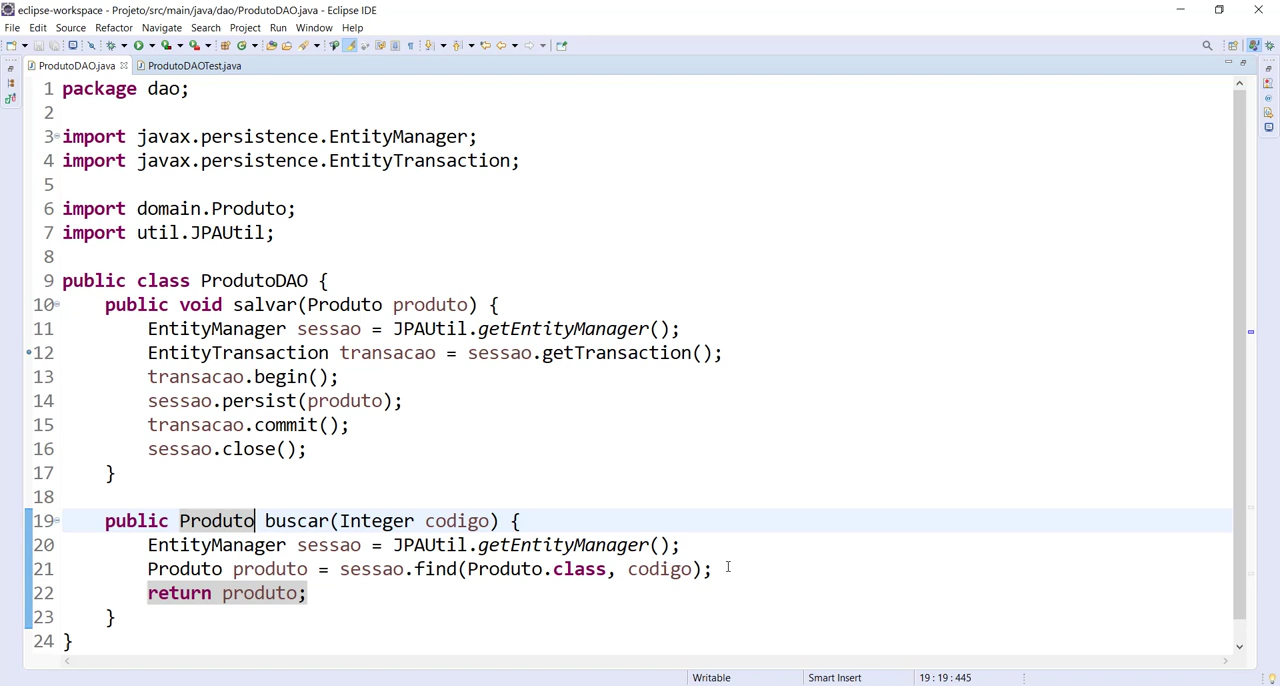 eclipse-workspace - Projeto/src/main/java/dao/ProdutoDAO.java - Eclipse IDE
File Edit Source Refactor Navigate Search Project Run Window Help
ProdutoDAO.java ProdutoDAOTest.java
1 package dao;
2
3 import javax.persistence.EntityManager;
4 import javax.persistence.EntityTransaction;
5
6 import domain.Produto;
7 import util.JPAUtil;
8
9 public class ProdutoDAO {
10 public void salvar(Produto produto) {
11 EntityManager sessao = JPAUtil.getEntityManager();
12 EntityTransaction transacao = sessao.getTransaction();
13 transacao.begin();
14 sessao.persist(produto);
15 transacao.commit();
16 sessao.close();
17 }
18
19 public Produto buscar(Integer codigo) {
20 EntityManager sessao = JPAUtil.getEntityManager();
21 Produto produto = sessao.find(Produto.class, codigo);
22 return produto;
23 }
24 }
Writable Smart Insert 19 : 19 : 445